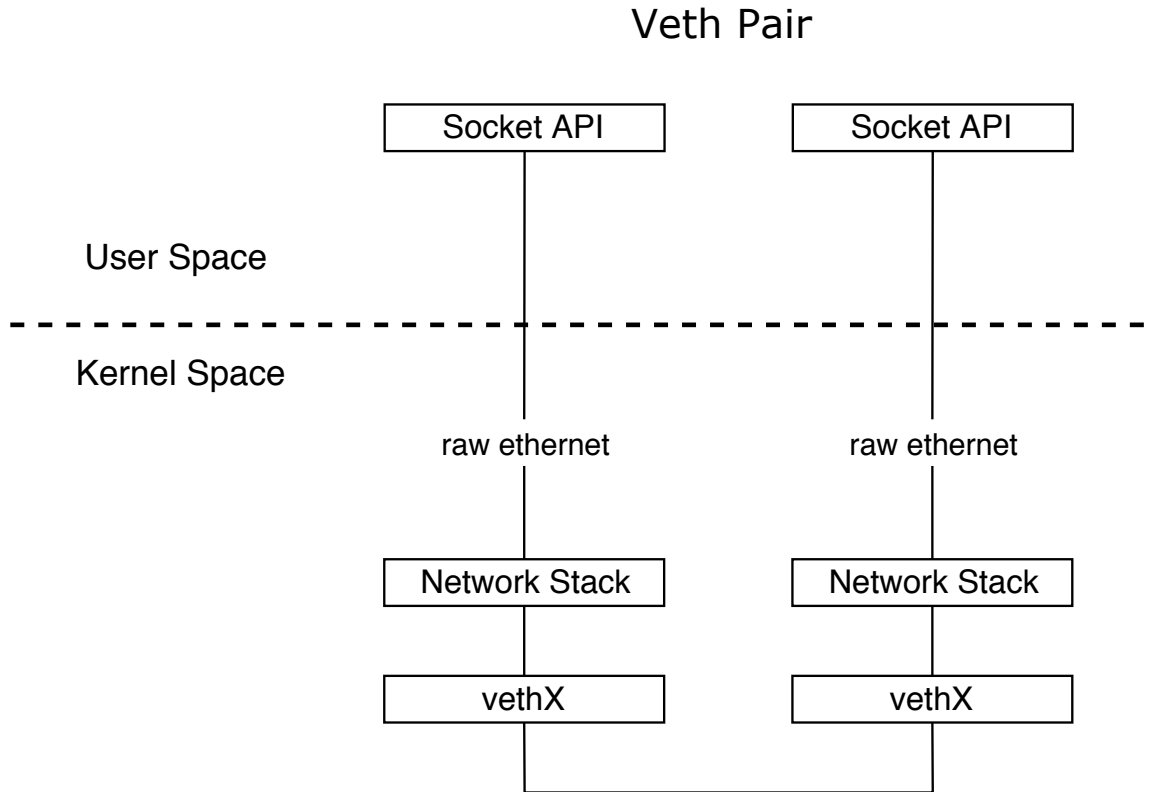 Veth Pair
Socket API
Socket API
User Space
Kernel Space
raw ethernet
raw ethernet
Network Stack
Network Stack
vethX
vethX